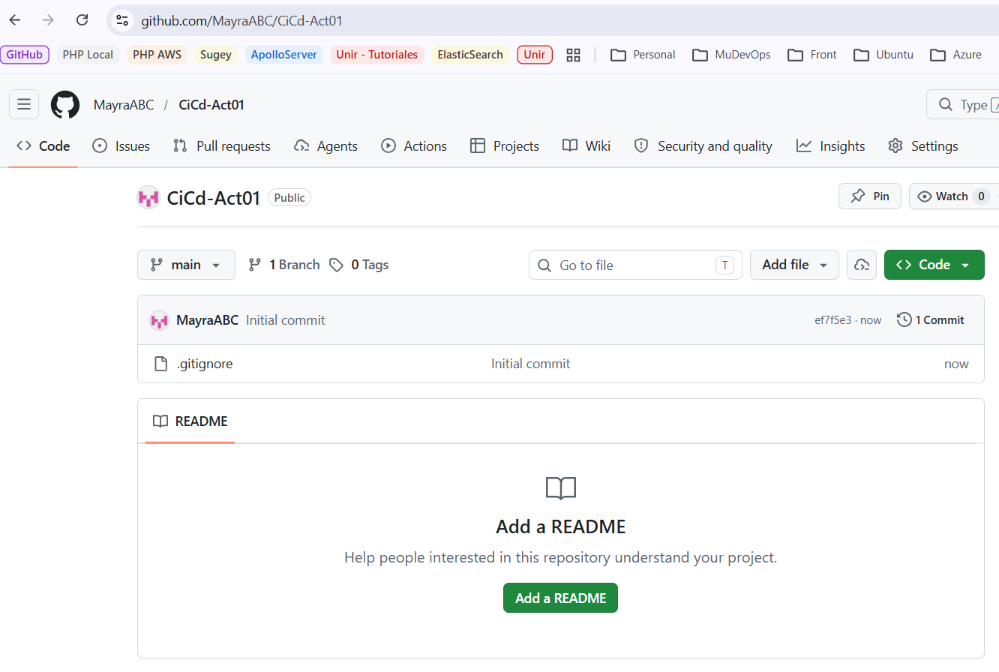 github.com/MayraABC/CiCd-Act01
GitHub PHP Local PHP AWS Sugey ApolloServer Unir - Tutoriales ElasticSearch Unir Personal MuDevOps Front Ubuntu Azure
MayraABC / CiCd-Act01 Type /
Code Issues Pull requests Agents Actions Projects Wiki Security and quality Insights Settings
CiCd-Act01 Public Pin Watch 0
main 1 Branch 0 Tags Go to file T Add file Code
MayraABC Initial commit ef7f5e3 · now 1 Commit
.gitignore Initial commit now
README
Add a README
Help people interested in this repository understand your project.
Add a README